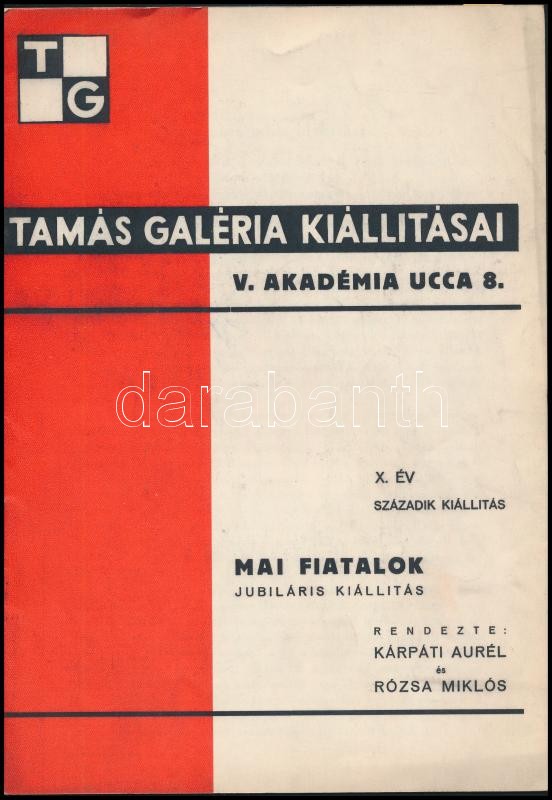 T
G
TAMÁS GALÉRIA KIÁLLITÁSAI
V. AKADÉMIA UCCA 8.
darabanth
X. ÉV
SZÁZADIK KIÁLLITÁS
MAI FIATALOK
JUBILÁRIS KIÁLLITÁS
RENDEZTE:
KÁRPÁTI AURÉL
és
RÓZSA MIKLÓS